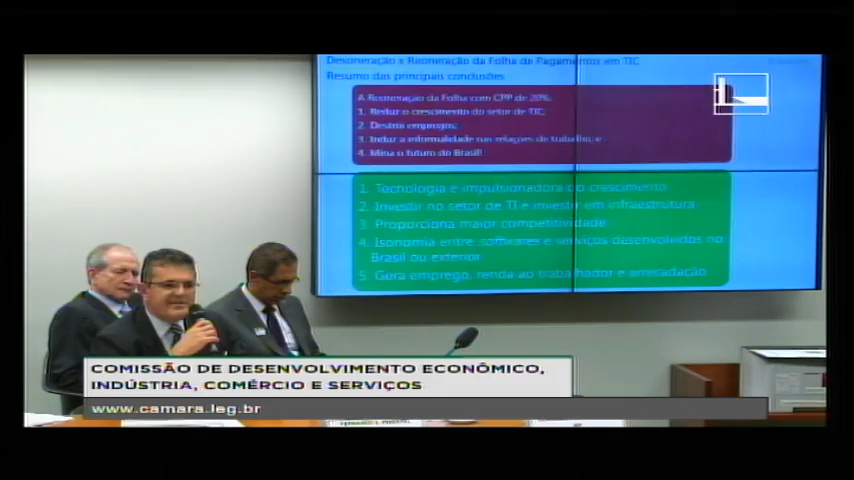 Desoneração x Reoneração da Folha de Pagamentos em TIC
Resumo das principais conclusões
A Reoneração da Folha com CPP de 20%:
1. Reduz o crescimento do setor de TIC;
2. Destrói empregos;
3. Induz a informalidade nas relações de trabalho; e
4. Mina o futuro do Brasil!
1. Tecnologia é impulsionadora do crescimento
2. Investir no setor de TI é investir em infraestrutura
3. Proporciona maior competitividade
4. Isonomia entre softwares e serviços desenvolvidos no
Brasil ou exterior
5. Gera emprego, renda ao trabalhador e arrecadação
COMISSÃO DE DESENVOLVIMENTO ECONÔMICO,
INDÚSTRIA, COMÉRCIO E SERVIÇOS
www.camara.leg.br